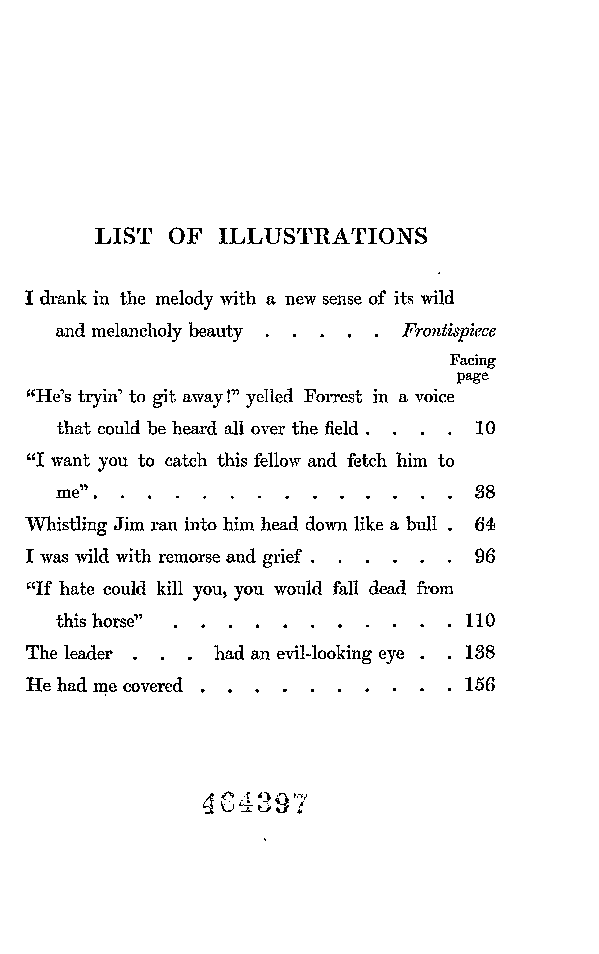 LIST OF ILLUSTRATIONS
I drank in the melody with a new sense of its wild
and melancholy beauty . . . . . Frontispiece
Facing
page
“He’s tryin’ to git away!” yelled Forrest in a voice
that could be heard all over the field . . . . 10
“I want you to catch this fellow and fetch him to
me” . . . . . . . . . . . . . . 38
Whistling Jim ran into him head down like a bull . 64
I was wild with remorse and grief . . . . . . 96
“If hate could kill you, you would fall dead from
this horse” . . . . . . . . . . . 110
The leader . . . had an evil-looking eye . . 138
He had me covered . . . . . . . . . . 156
464397